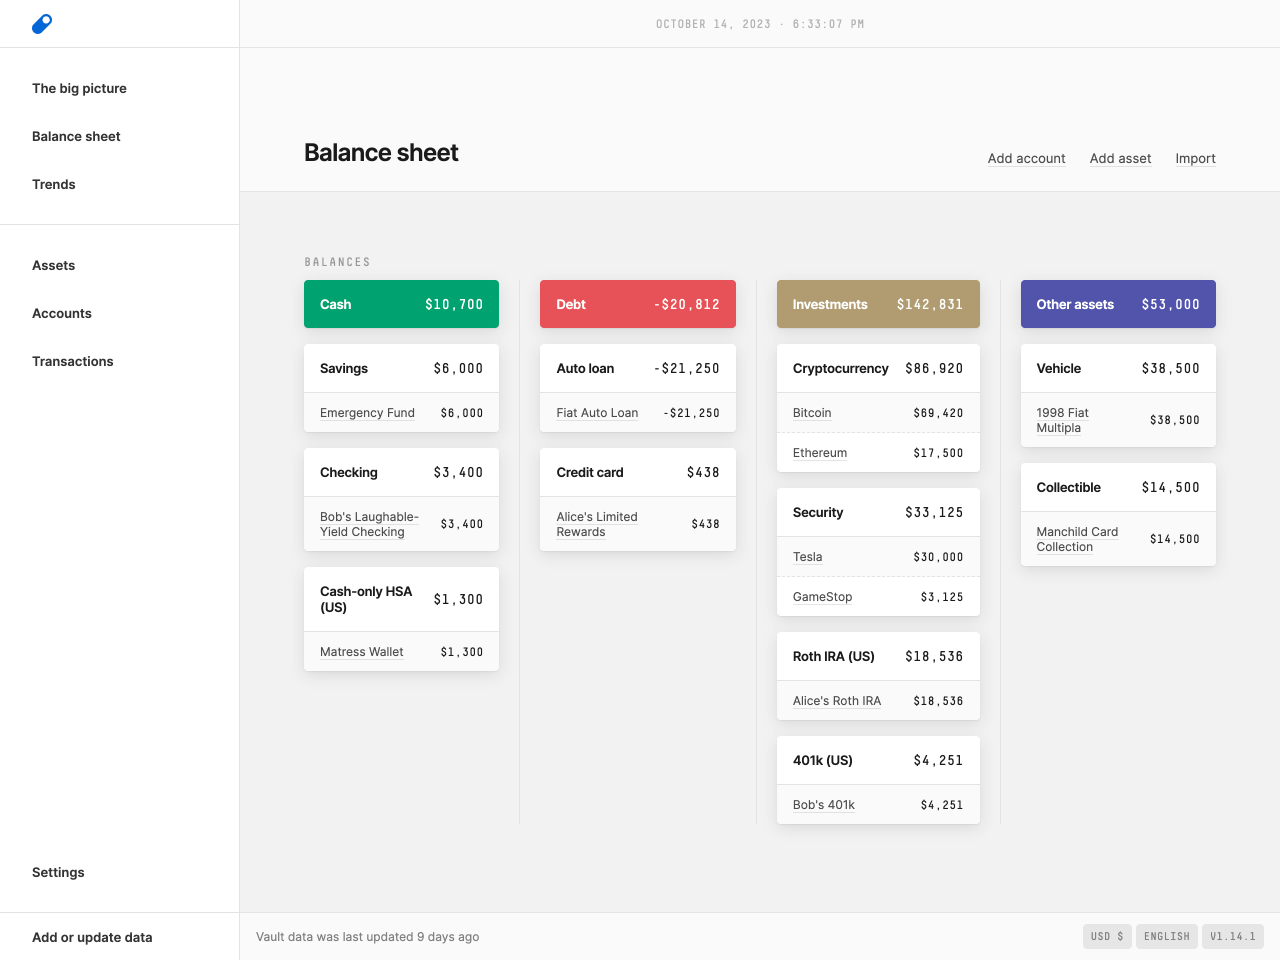 OCTOBER 14, 2023 · 6:33:07 PM
The big picture
Balance sheet
Trends
Assets
Accounts
Transactions
Settings
Add or update data
Balance sheet
Add account
Add asset
Import
BALANCES
Cash $10,700
Savings $6,000
Emergency Fund $6,000
Checking $3,400
Bob's Laughable-
Yield Checking $3,400
Cash-only HSA
(US) $1,300
Matress Wallet $1,300
Debt -$20,812
Auto loan -$21,250
Fiat Auto Loan -$21,250
Credit card $438
Alice's Limited
Rewards $438
Investments $142,831
Cryptocurrency $86,920
Bitcoin $69,420
Ethereum $17,500
Security $33,125
Tesla $30,000
GameStop $3,125
Roth IRA (US) $18,536
Alice's Roth IRA $18,536
401k (US) $4,251
Bob's 401k $4,251
Other assets $53,000
Vehicle $38,500
1998 Fiat
Multipla $38,500
Collectible $14,500
Manchild Card
Collection $14,500
Vault data was last updated 9 days ago
USD $
ENGLISH
V1.14.1